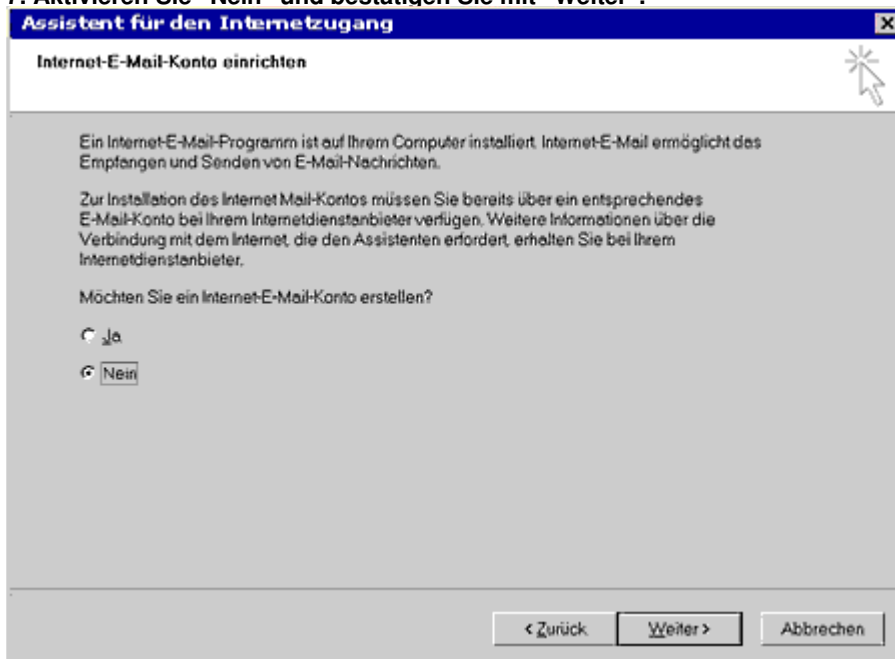 7. Aktivieren Sie "Nein" und bestätigen Sie mit "Weiter".
Assistent für den Internetzugang
Internet-E-Mail-Konto einrichten
Ein Internet-E-Mail-Programm ist auf Ihrem Computer installiert. Internet-E-Mail ermöglicht das
Empfangen und Senden von E-Mail-Nachrichten.
Zur Installation des Internet Mail-Kontos müssen Sie bereits über ein entsprechendes
E-Mail-Konto bei Ihrem Internetdienstanbieter verfügen. Weitere Informationen über die
Verbindung mit dem Internet, die den Assistenten erfordert, erhalten Sie bei Ihrem
Internetdienstanbieter.
Möchten Sie ein Internet-E-Mail-Konto erstellen?
Ja
Nein
< Zurück
Weiter >
Abbrechen